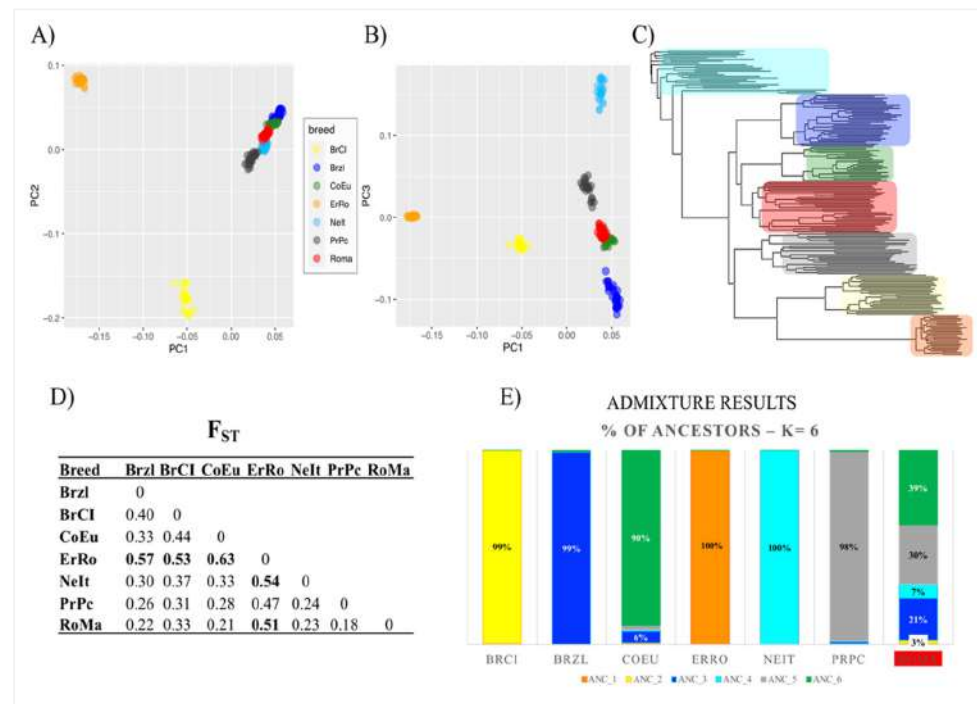 A)
B)
C)
0.1
0.0
−0.1
−0.2
PC2
−0.15
−0.10
−0.05
0.00
0.05
PC1
breed
BrCI
Brzl
CoEu
ErRo
NeIt
PrPc
Roma
0.1
0.0
−0.1
PC3
−0.15
−0.10
−0.05
0.00
0.05
PC1
D)
FST
Breed Brzl BrCI CoEu ErRo NeIt PrPc RoMa
Brzl 0
BrCI 0.40 0
CoEu 0.33 0.44 0
ErRo 0.57 0.53 0.63 0
NeIt 0.30 0.37 0.33 0.54 0
PrPc 0.26 0.31 0.28 0.47 0.24 0
RoMa 0.22 0.33 0.21 0.51 0.23 0.18 0
E)
ADMIXTURE RESULTS
% OF ANCESTORS – K= 6
99%
99%
90%
6%
100%
100%
98%
39%
30%
7%
21%
3%
BRCI BRZL COEU ERRO NEIT PRPC
ANC_1 ANC_2 ANC_3 ANC_4 ANC_5 ANC_6